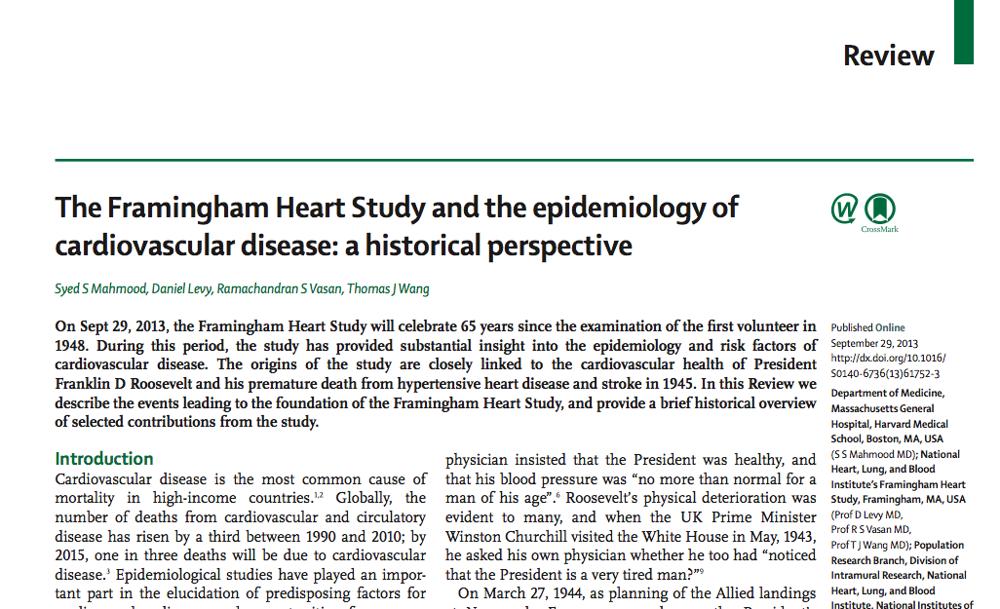 Review
The Framingham Heart Study and the epidemiology of
cardiovascular disease: a historical perspective
Syed S Mahmood, Daniel Levy, Ramachandran S Vasan, Thomas J Wang
On Sept 29, 2013, the Framingham Heart Study will celebrate 65 years since the examination of the first volunteer in
1948. During this period, the study has provided substantial insight into the epidemiology and risk factors of
cardiovascular disease. The origins of the study are closely linked to the cardiovascular health of President
Franklin D Roosevelt and his premature death from hypertensive heart disease and stroke in 1945. In this Review we
describe the events leading to the foundation of the Framingham Heart Study, and provide a brief historical overview
of selected contributions from the study.
Introduction
Cardiovascular disease is the most common cause of
mortality in high-income countries.1,2 Globally, the
number of deaths from cardiovascular and circulatory
disease has risen by a third between 1990 and 2010; by
2015, one in three deaths will be due to cardiovascular
disease.3 Epidemiological studies have played an impor-
tant part in the elucidation of predisposing factors for
physician insisted that the President was healthy, and
that his blood pressure was “no more than normal for a
man of his age”.6 Roosevelt’s physical deterioration was
evident to many, and when the UK Prime Minister
Winston Churchill visited the White House in May, 1943,
he asked his own physician whether he too had “noticed
that the President is a very tired man?”9
On March 27, 1944, as planning of the Allied landings
W
CrossMark
Published Online
September 29, 2013
http://dx.doi.org/10.1016/
S0140-6736(13)61752-3
Department of Medicine,
Massachusetts General
Hospital, Harvard Medical
School, Boston, MA, USA
(S S Mahmood MD); National
Heart, Lung, and Blood
Institute’s Framingham Heart
Study, Framingham, MA, USA
(Prof D Levy MD,
Prof R S Vasan MD,
Prof T J Wang MD); Population
Research Branch, Division of
Intramural Research, National
Heart, Lung, and Blood
Institute, National Institutes of